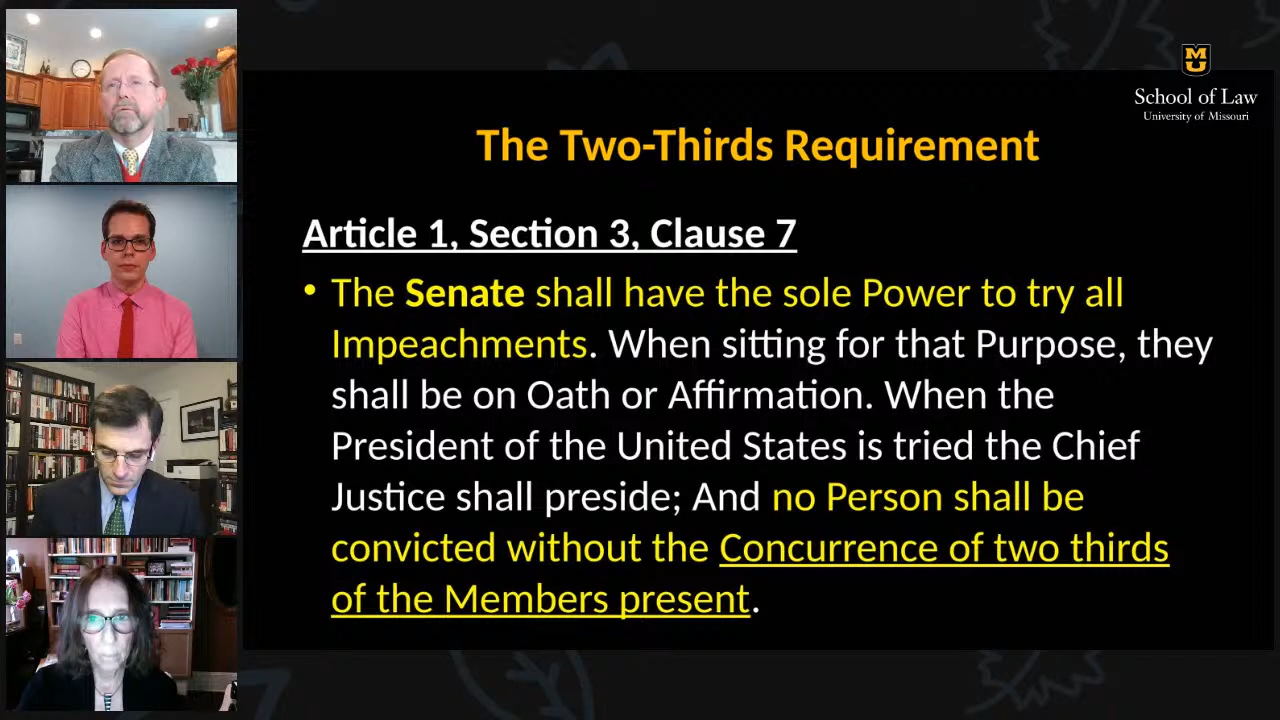 MU
School of Law
University of Missouri
The Two-Thirds Requirement
Article 1, Section 3, Clause 7
• The Senate shall have the sole Power to try all
Impeachments. When sitting for that Purpose, they
shall be on Oath or Affirmation. When the
President of the United States is tried the Chief
Justice shall preside; And no Person shall be
convicted without the Concurrence of two thirds
of the Members present.